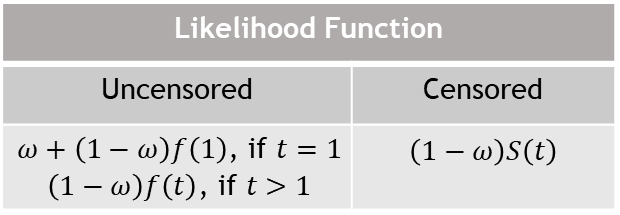 Likelihood Function
Uncensored Censored
ω + (1 − ω)f(1), if t = 1 (1 − ω)S(t)
(1 − ω)f(t), if t > 1